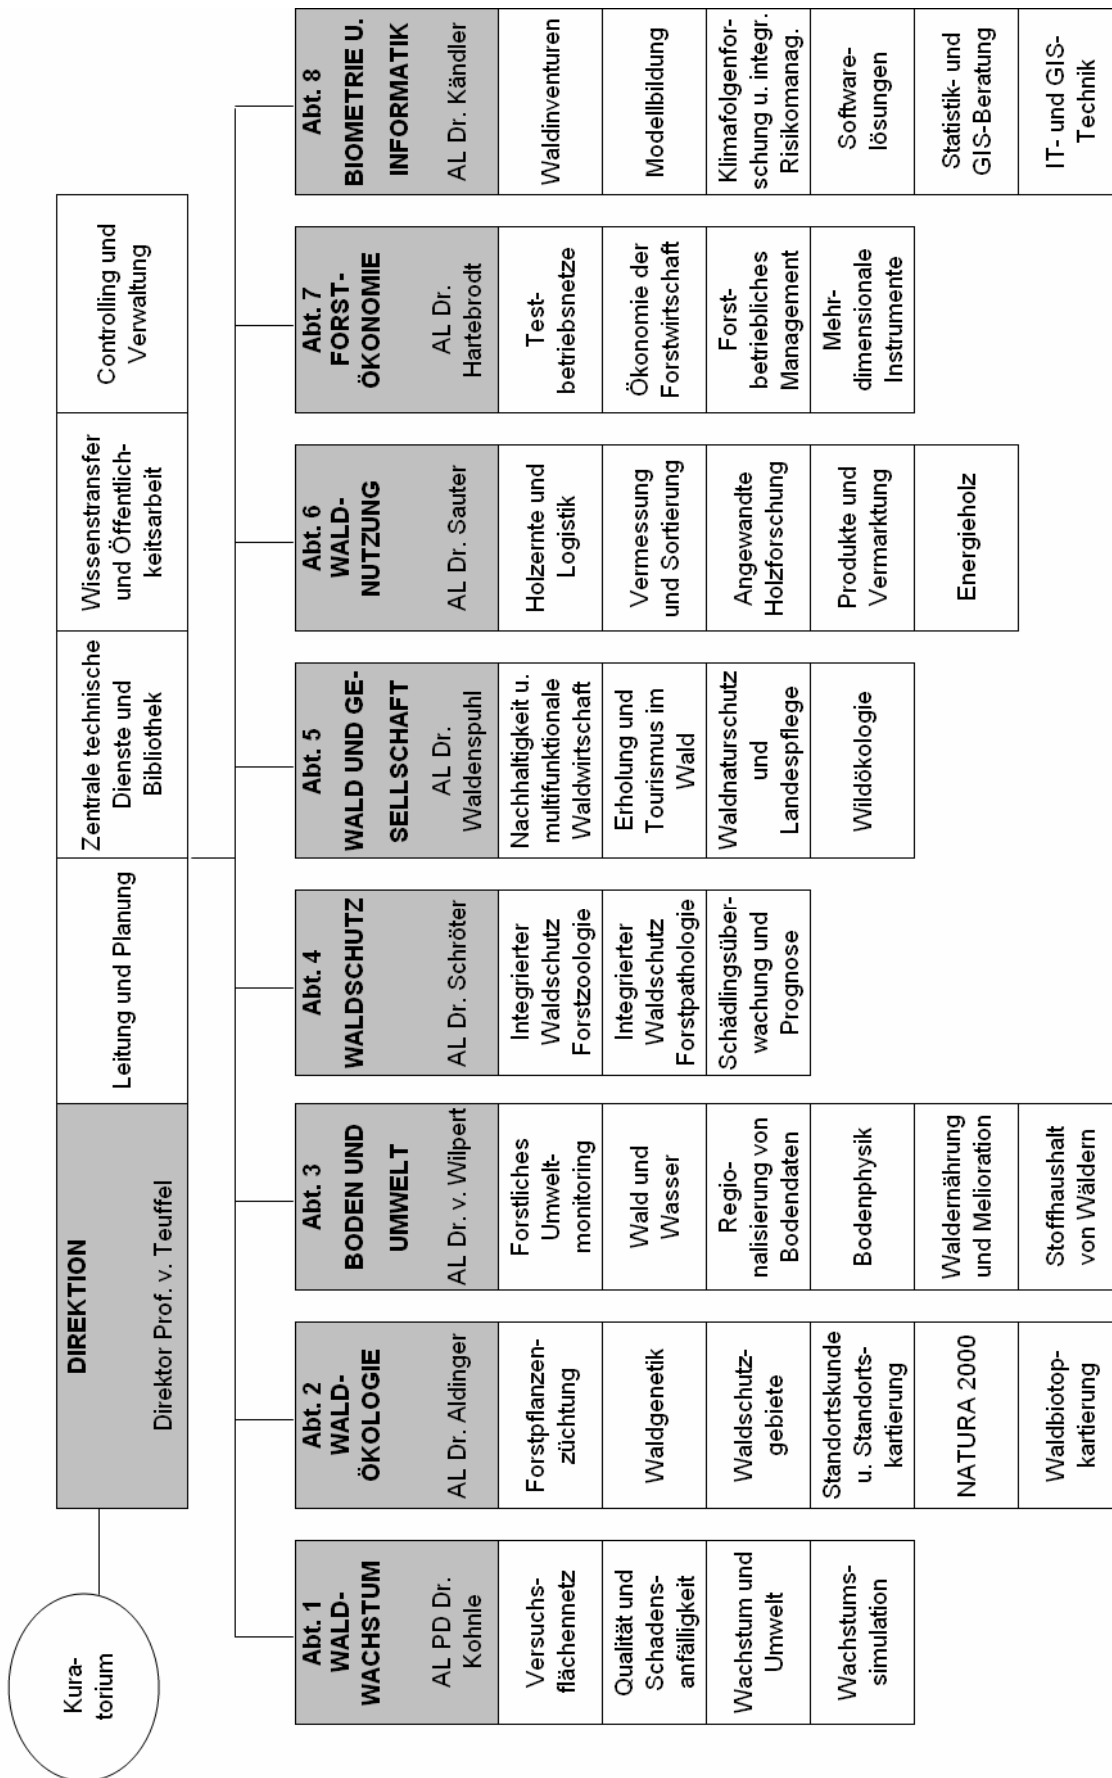 Kura-
torium
DIREKTION
Direktor Prof. v. Teuffel
Leitung und Planung
Zentrale technische
Dienste und
Bibliothek
Wissenstransfer
und Öffentlich-
keitsarbeit
Controlling und
Verwaltung
Abt. 1
WALD-
WACHSTUM
AL PD Dr.
Kohnle
Versuchs-
flächennetz
Qualität und
Schadens-
anfälligkeit
Wachstum und
Umwelt
Wachstums-
simulation
Abt. 2
WALD-
ÖKOLOGIE
AL Dr. Aldinger
Forstpflanzen-
züchtung
Waldgenetik
Waldschutz-
gebiete
Standortskunde
u. Standorts-
kartierung
NATURA 2000
Waldbiotop-
kartierung
Abt. 3
BODEN UND
UMWELT
AL Dr. v. Wilpert
Forstliches
Umwelt-
monitoring
Wald und
Wasser
Regio-
nalisierung von
Bodendaten
Bodenphysik
Waldernährung
und Melioration
Stoffhaushalt
von Wäldern
Abt. 4
WALDSCHUTZ
AL Dr. Schröter
Integrierter
Waldschutz
Forstzoologie
Integrierter
Waldschutz
Forstpathologie
Schädlingsüber-
wachung und
Prognose
Abt. 5
WALD UND GE-
SELLSCHAFT
AL Dr.
Waldenspuhl
Nachhaltigkeit u.
multifunktionale
Waldwirtschaft
Erholung und
Tourismus im
Wald
Waldnaturschutz
und
Landespflege
Wildökologie
Abt. 6
WALD-
NUTZUNG
AL Dr. Sauter
Holzernte und
Logistik
Vermessung
und Sortierung
Angewandte
Holzforschung
Produkte und
Vermarktung
Energieholz
Abt. 7
FORST-
ÖKONOMIE
AL Dr.
Hartebrodt
Test-
betriebsnetze
Ökonomie der
Forstwirtschaft
Forst-
betriebliches
Management
Mehr-
dimensionale
Instrumente
Abt. 8
BIOMETRIE U.
INFORMATIK
AL Dr. Kändler
Waldinventuren
Modellbildung
Klimafolgenfor-
schung u. integr.
Risikomanag.
Software-
lösungen
Statistik- und
GIS-Beratung
IT- und GIS-
Technik